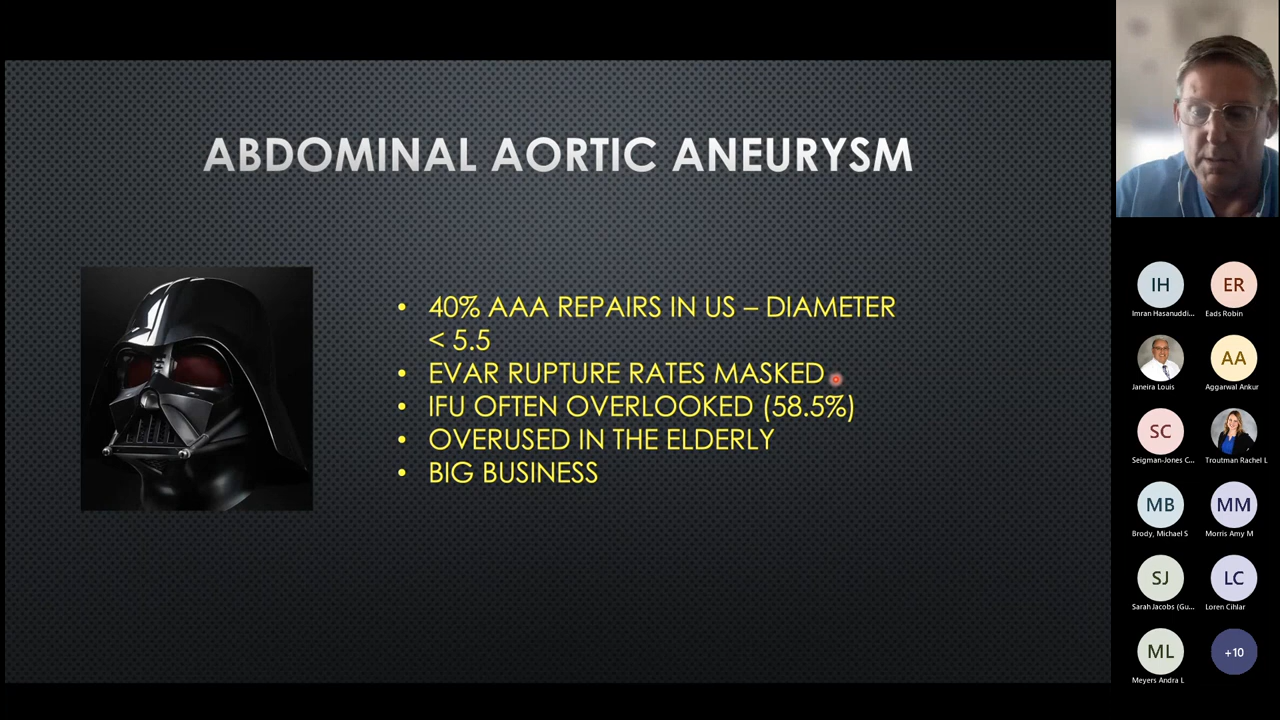 ABDOMINAL AORTIC ANEURYSM
• 40% AAA REPAIRS IN US – DIAMETER
< 5.5
• EVAR RUPTURE RATES MASKED
• IFU OFTEN OVERLOOKED (58.5%)
• OVERUSED IN THE ELDERLY
• BIG BUSINESS
IH ER
Imran Hasanuddi... Eads Robin
AA
Janeira Louis Aggarwal Ankur
SC
Seigman-Jones C... Troutman Rachel L
MB MM
Brody, Michael S Morris Amy M
SJ LC
Sarah Jacobs (Gu... Loren Cihlar
ML +10
Meyers Andra L